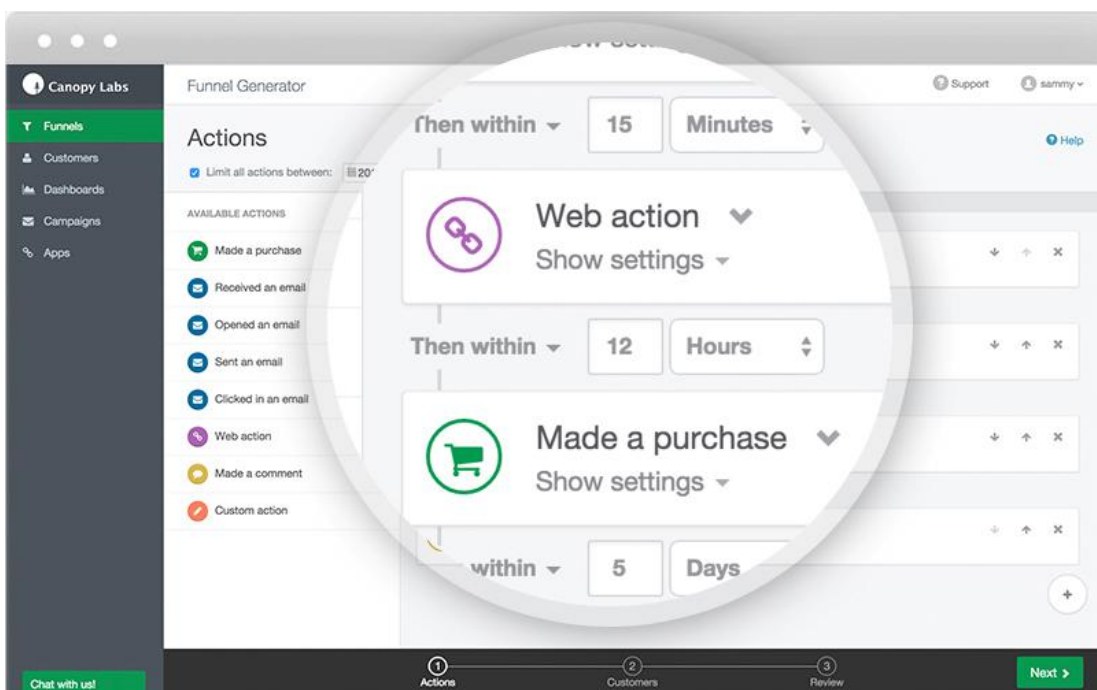 Canopy Labs
Funnel Generator
Support
sammy
Funnels
Customers
Dashboards
Campaigns
Apps
Actions
Help
Limit all actions between:
AVAILABLE ACTIONS
Made a purchase
Received an email
Opened an email
Sent an email
Clicked in an email
Web action
Made a comment
Custom action
Then within 15 Minutes
Web action
Show settings
Then within 12 Hours
Made a purchase
Show settings
within 5 Days
1
Actions
2
Customers
3
Review
Next
Chat with us!